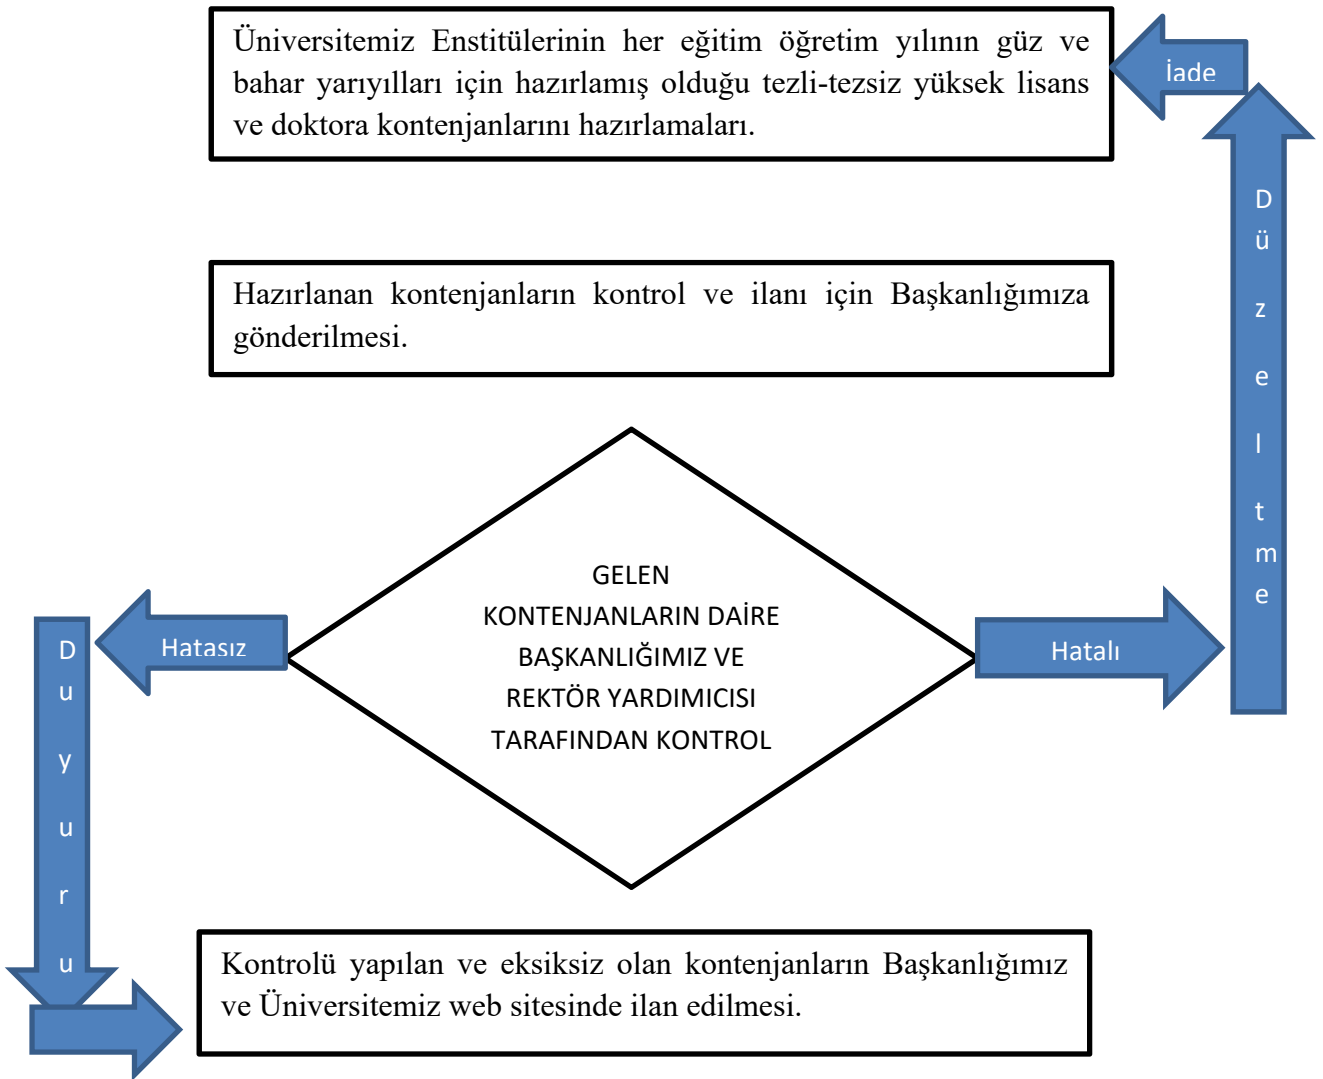 Üniversitemiz Enstitülerinin her eğitim öğretim yılının güz ve
bahar yarıyılları için hazırlamış olduğu tezli-tezsiz yüksek lisans
ve doktora kontenjanlarını hazırlamaları.
İade
Düzeltme
Hazırlanan kontenjanların kontrol ve ilanı için Başkanlığımıza
gönderilmesi.
GELEN
KONTENJANLARIN DAİRE
BAŞKANLIĞIMIZ VE
REKTÖR YARDIMICISI
TARAFINDAN KONTROL
Hatasız
Hatalı
Duyuru
Kontrolü yapılan ve eksiksiz olan kontenjanların Başkanlığımız
ve Üniversitemiz web sitesinde ilan edilmesi.